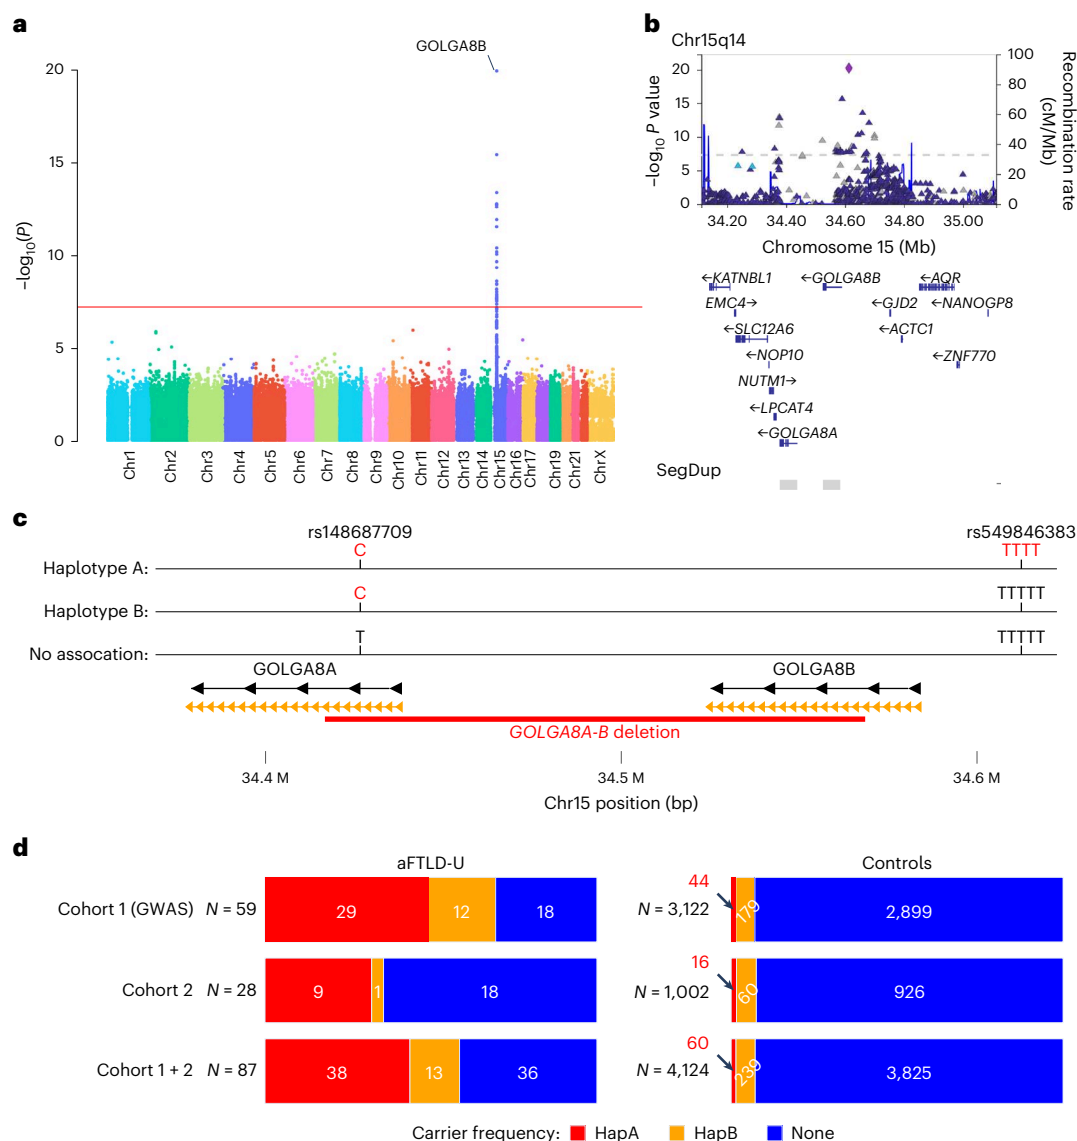 a
GOLGA8B
20
15
10
5
0
–log10(P)
Chr1
Chr2
Chr3
Chr4
Chr5
Chr6
Chr7
Chr8
Chr9
Chr10
Chr11
Chr12
Chr13
Chr14
Chr15
Chr16
Chr17
Chr19
Chr21
ChrX
b
Chr15q14
20
15
10
5
0
–log10 P value
100
80
60
40
20
0
Recombination rate
(cM/Mb)
34.20 34.40 34.60 34.80 35.00
Chromosome 15 (Mb)
←KATNBL1 ←GOLGA8B ←AQR
EMC4→ ←GJD2 ←NANOGP8
←SLC12A6 ←ACTC1
←NOP10 ←ZNF770
NUTM1→
←LPCAT4
←GOLGA8A
SegDup
c
rs148687709 rs549846383
C TTTT
Haplotype A:
C TTTTT
Haplotype B:
T TTTTT
No assocation:
GOLGA8A GOLGA8B
GOLGA8A-B deletion
34.4 M 34.5 M 34.6 M
Chr15 position (bp)
d
aFTLD-U Controls
Cohort 1 (GWAS) N = 59 29 12 18
44
N = 3,122 179 2,899
Cohort 2 N = 28 9 1 18
16
N = 1,002 60 926
Cohort 1 + 2 N = 87 38 13 36
60
N = 4,124 239 3,825
Carrier frequency: HapA HapB None